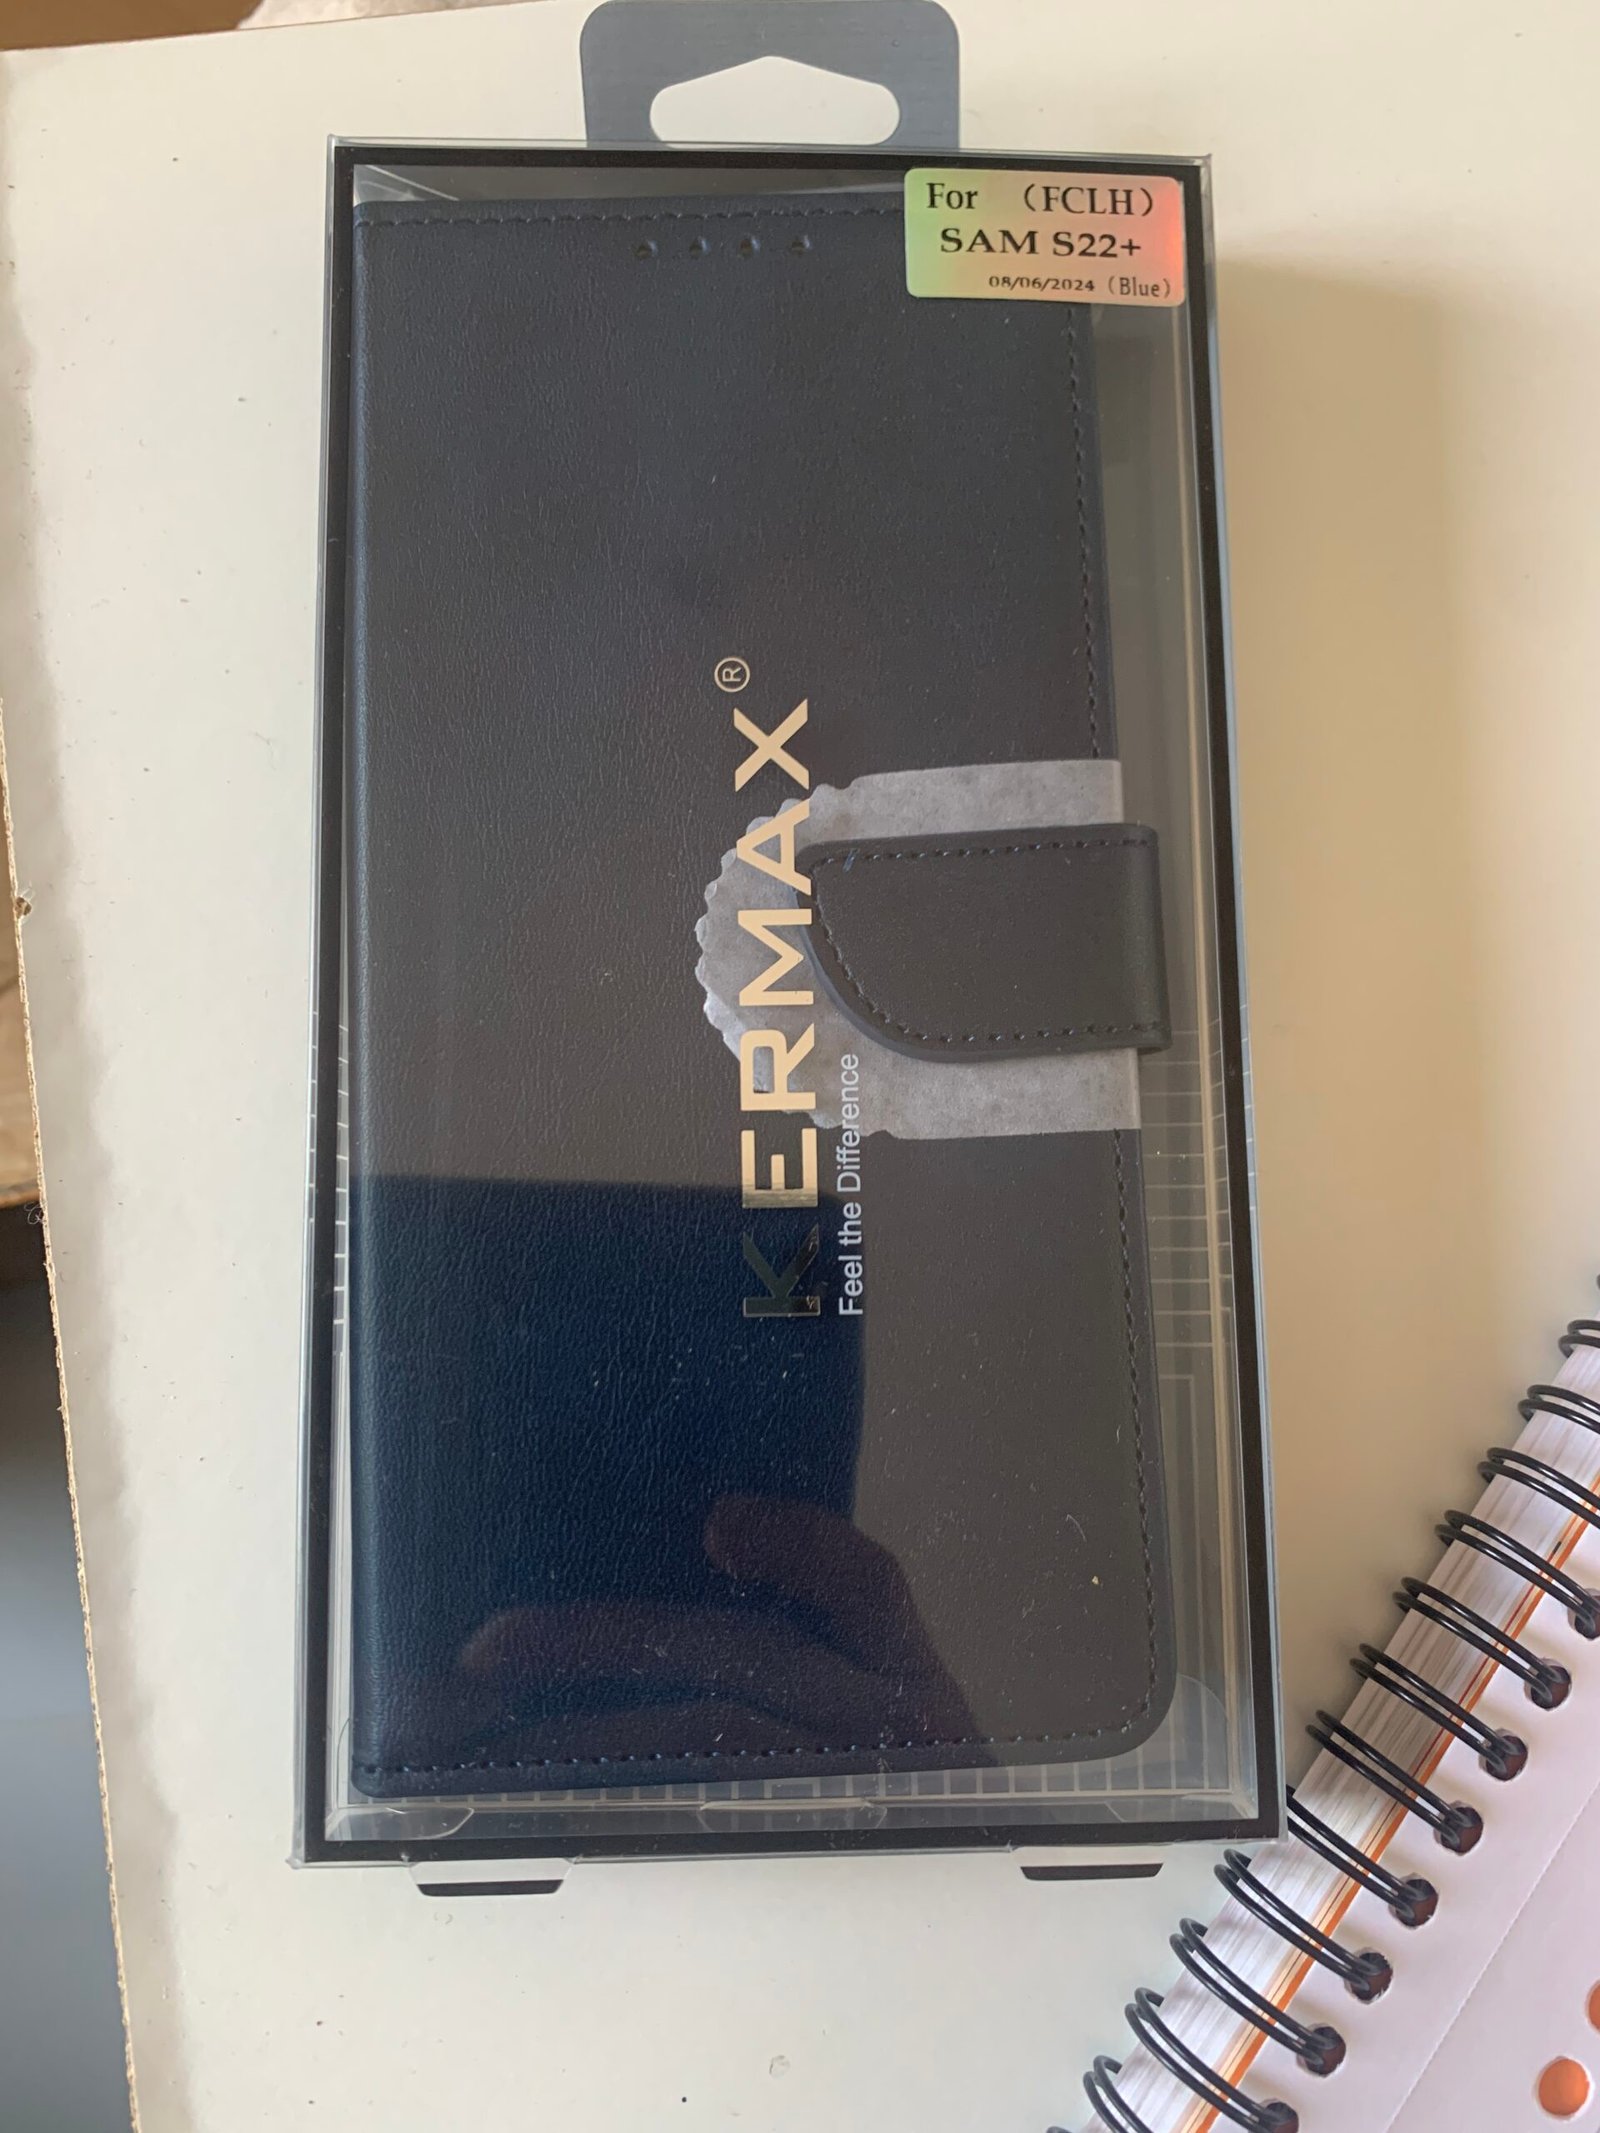 For （FCLH）
SAM S22+
08/06/2024（Blue）
KERMAX®
Feel the Difference